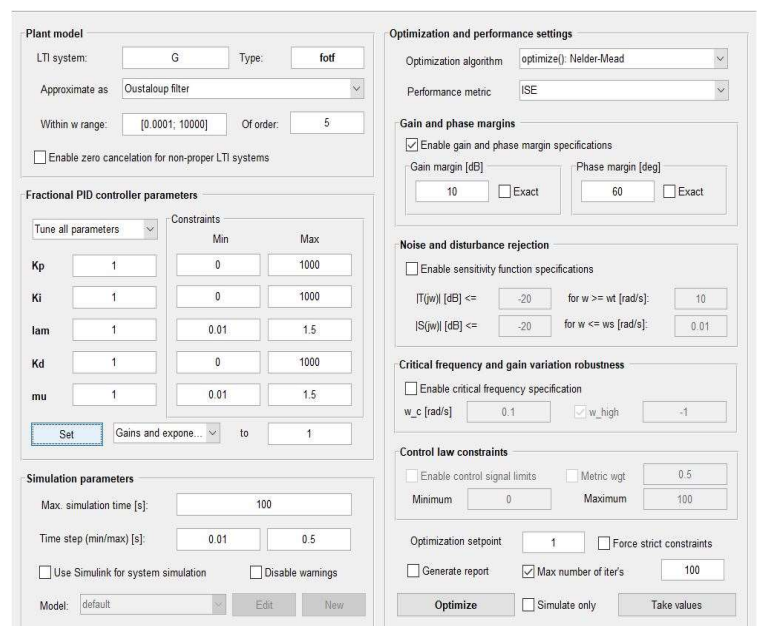 Plant model
LTI system: G Type: fotf
Approximate as Oustaloup filter
Within w range: [0.0001; 10000] Of order: 5
Enable zero cancelation for non-proper LTI systems
Fractional PID controller parameters
Tune all parameters
Constraints
Min Max
Kp 1 0 1000
Ki 1 0 1000
lam 1 0.01 1.5
Kd 1 0 1000
mu 1 0.01 1.5
Set Gains and expone... to 1
Simulation parameters
Max. simulation time [s]: 100
Time step (min/max) [s]: 0.01 0.5
Use Simulink for system simulation Disable warnings
Model: default Edit New
Optimization and performance settings
Optimization algorithm optimize(): Nelder-Mead
Performance metric ISE
Gain and phase margins
Enable gain and phase margin specifications
Gain margin [dB] Phase margin [deg]
10 Exact 60 Exact
Noise and disturbance rejection
Enable sensitivity function specifications
|T(jw)| [dB] <= -20 for w >= wt [rad/s]: 10
|S(jw)| [dB] <= -20 for w <= ws [rad/s]: 0.01
Critical frequency and gain variation robustness
Enable critical frequency specification
w_c [rad/s] 0.1 w_high -1
Control law constraints
Enable control signal limits Metric wgt 0.5
Minimum 0 Maximum 100
Optimization setpoint 1 Force strict constraints
Generate report Max number of iter's 100
Optimize Simulate only Take values